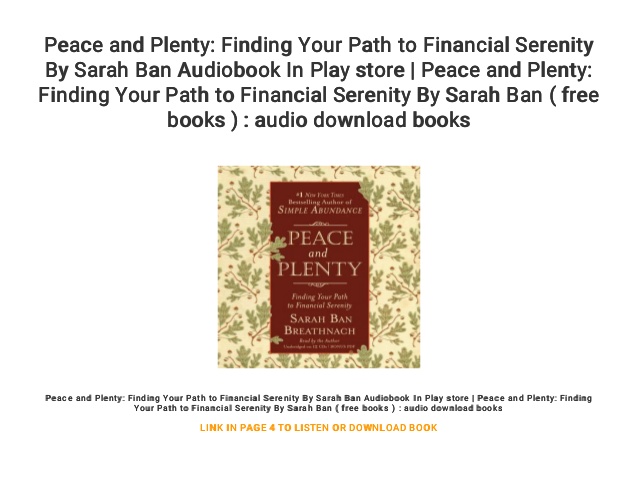 Peace and Plenty: Finding Your Path to Financial Serenity
By Sarah Ban Audiobook In Play store | Peace and Plenty:
Finding Your Path to Financial Serenity By Sarah Ban ( free
books ) : audio download books
#1 New York Times
Bestselling Author of
SIMPLE ABUNDANCE
PEACE
and
PLENTY
Finding Your Path
to Financial Serenity
SARAH BAN
BREATHNACH
Read by the Author
Peace and Plenty: Finding Your Path to Financial Serenity By Sarah Ban Audiobook In Play store | Peace and Plenty: Finding
Your Path to Financial Serenity By Sarah Ban ( free books ) : audio download books
LINK IN PAGE 4 TO LISTEN OR DOWNLOAD BOOK